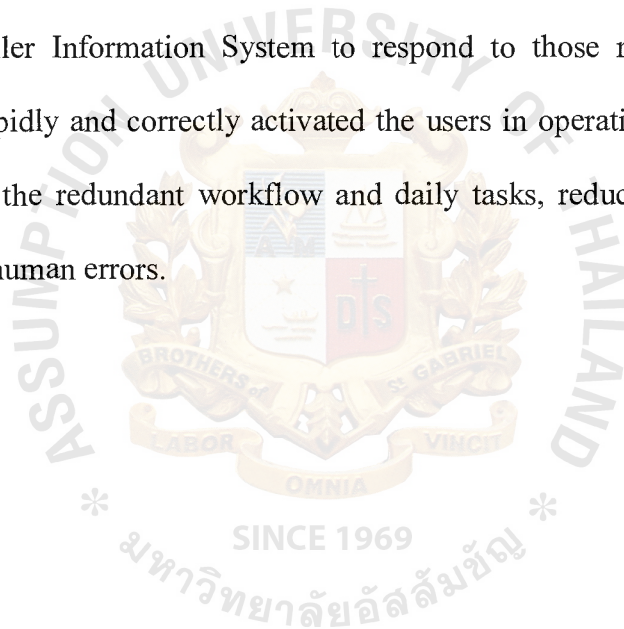 ler Information System to respond to those
pidly and correctly activated the users in
the redundant workflow and daily tasks,
human errors.
ASSUMPTION UNIVERSITY OF THAILAND
A M
D S
BROTHERS of St GABRIEL
LABOR OMNIA VINCIT
SINCE 1969
มหาวิทยาลัยอัสสัมชัญ